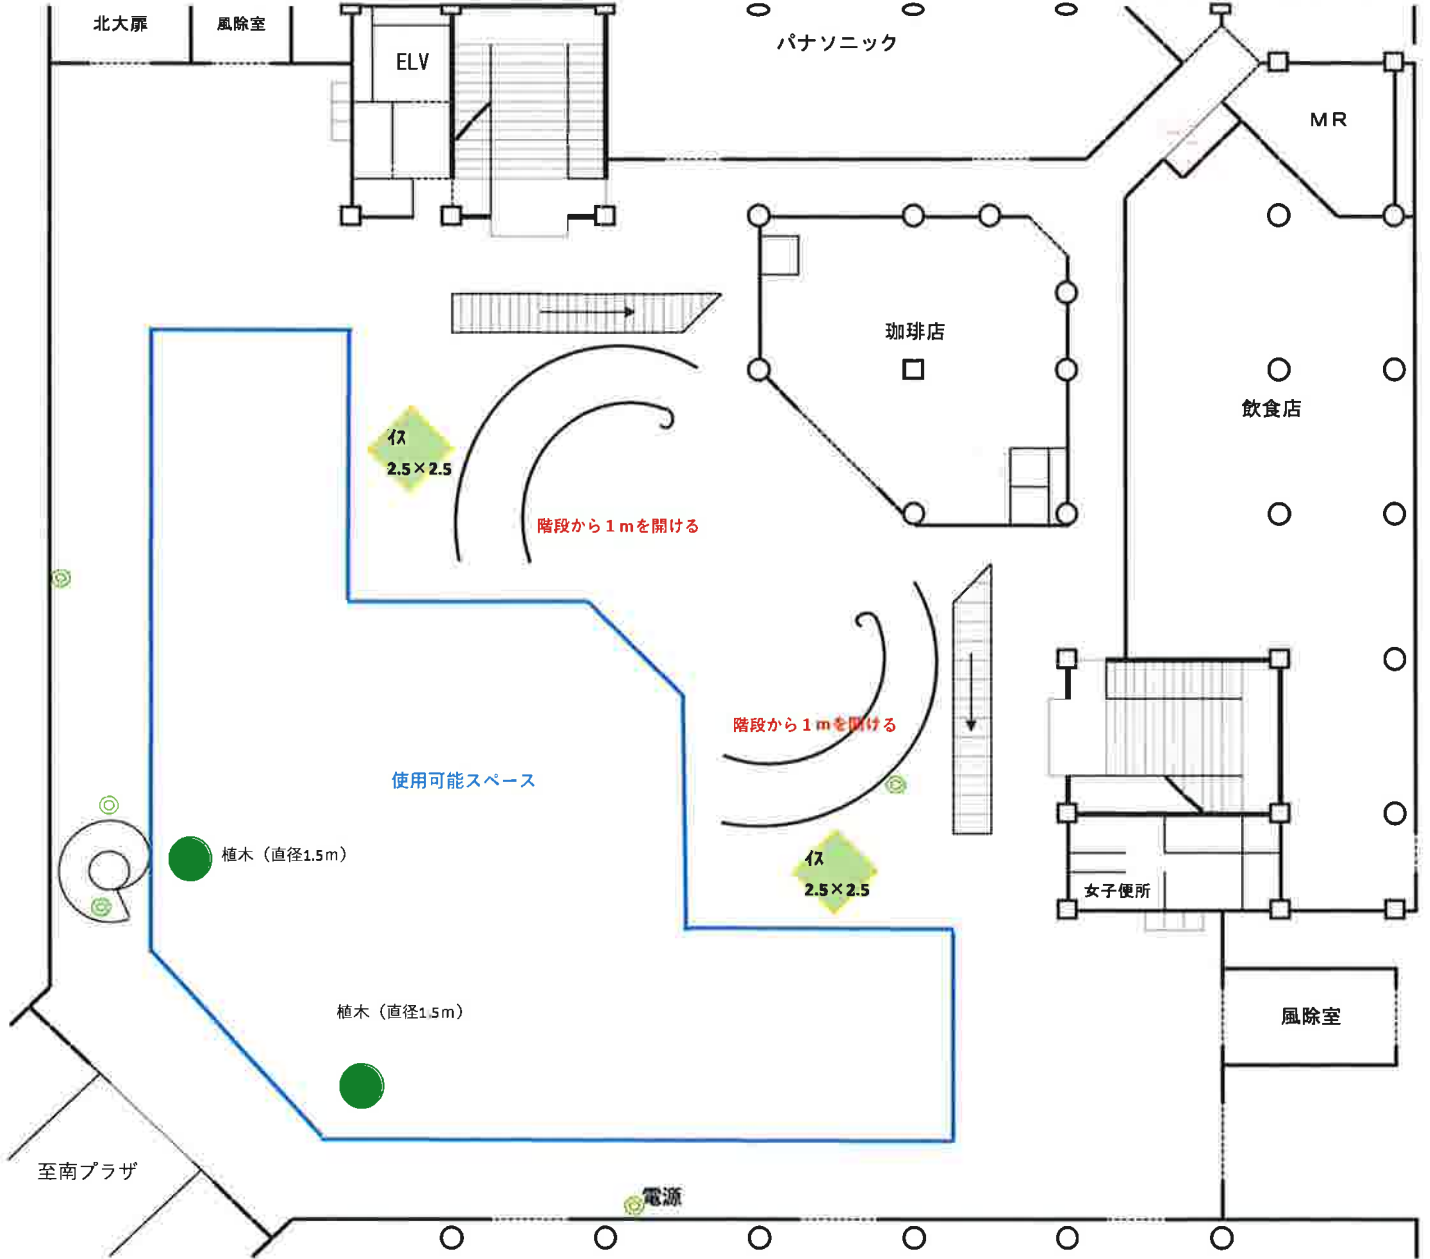 北大扉
風除室
ELV
パナソニック
ＭＲ
珈琲店
飲食店
ｲｽ
2.5×2.5
階段から１ｍを開ける
階段から１ｍを開ける
使用可能スペース
植木（直径1.5ｍ）
ｲｽ
2.5×2.5
女子便所
植木（直径1.5ｍ）
風除室
至南プラザ
電源